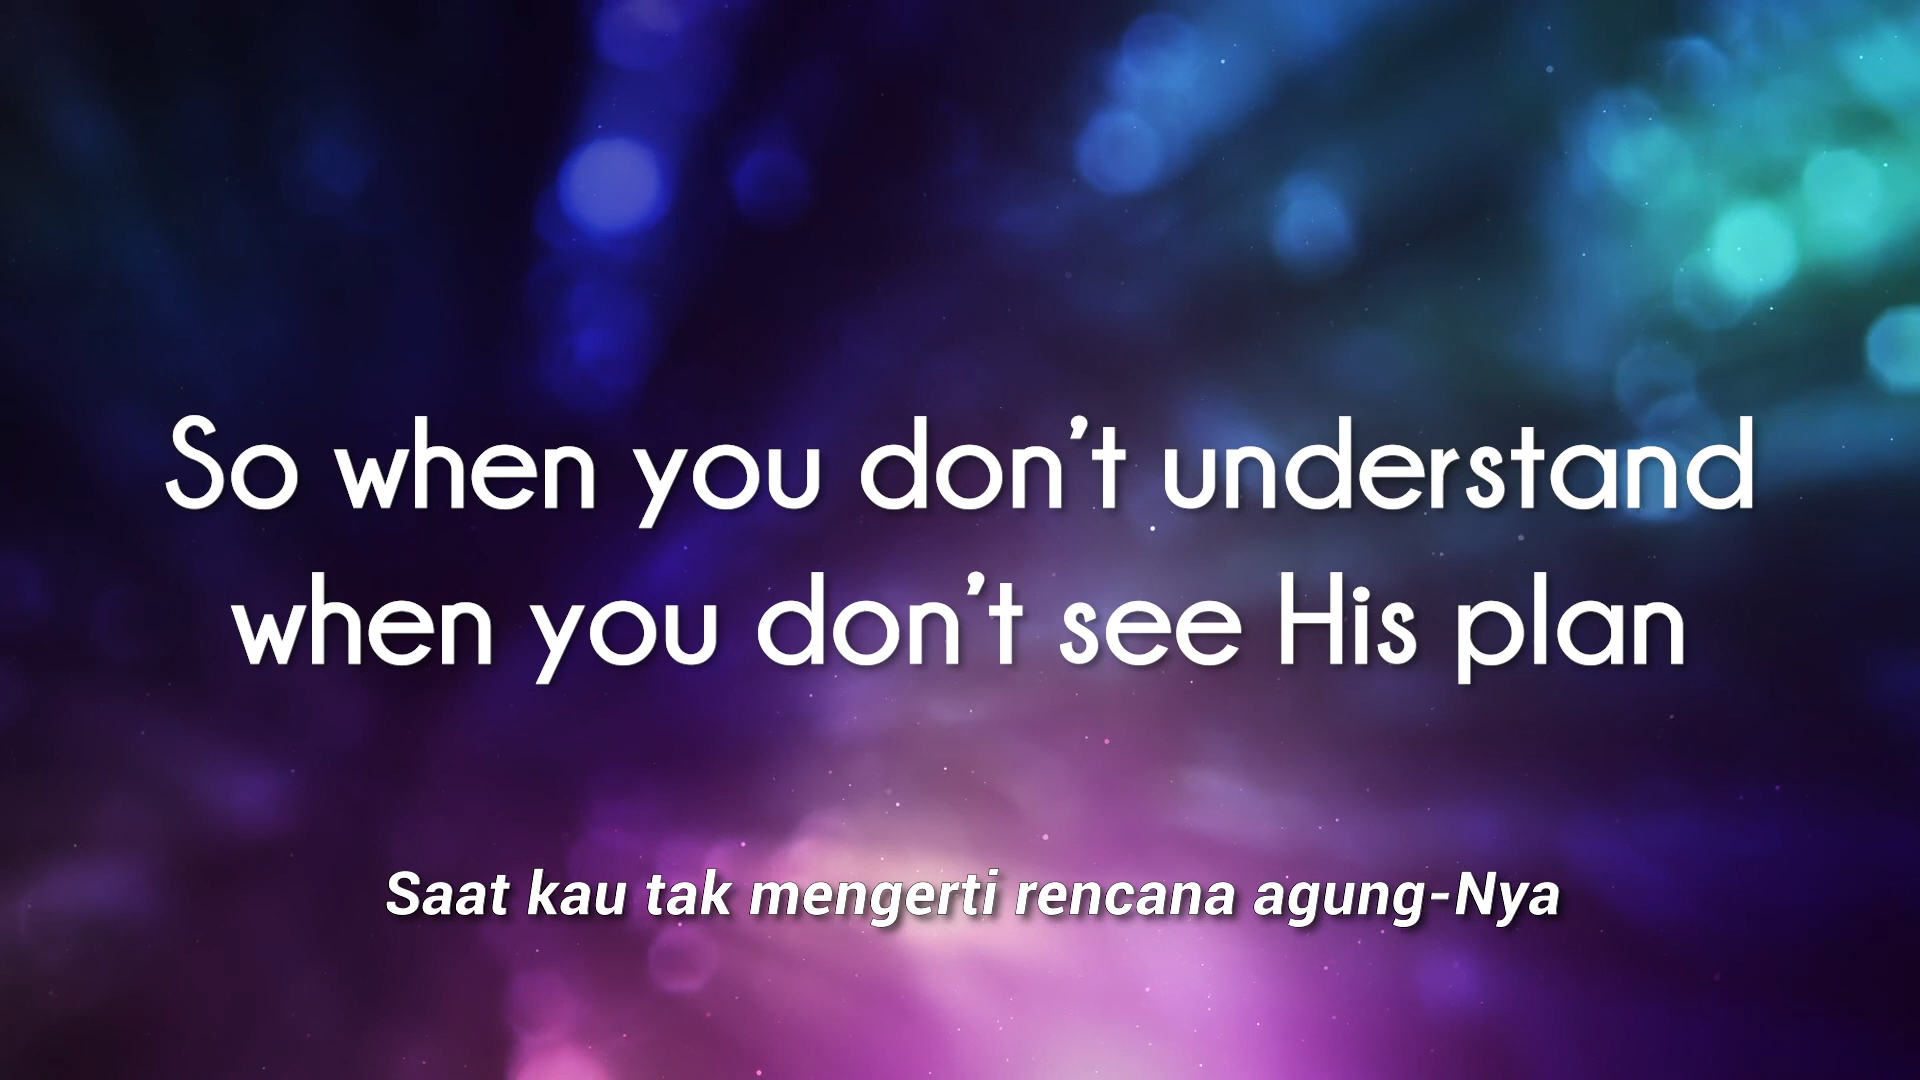 So when you don't understand
when you don't see His plan
Saat kau tak mengerti rencana agung-Nya